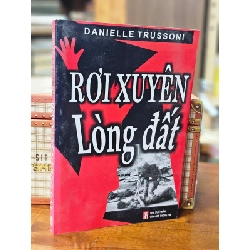 DANIELLE TRUSSONI
RƠI XUYÊN
Lòng đất